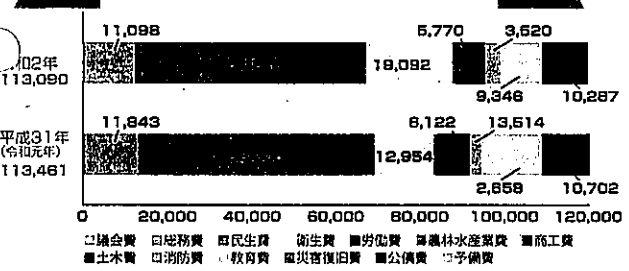 11,098 5,770 3,520
和2年
113,090
19,092
9,346 10,287
11,843 6,122 13,514
平成31年
(令和元年)
113,461
12,954
2,658 10,702
0 20,000 40,000 60,000 80,000 100,000 120,000
議会費 総務費 民生費 衛生費 労働費 農林水産業費 商工費
土木費 消防費 教育費 災害復旧費 公債費 予備費